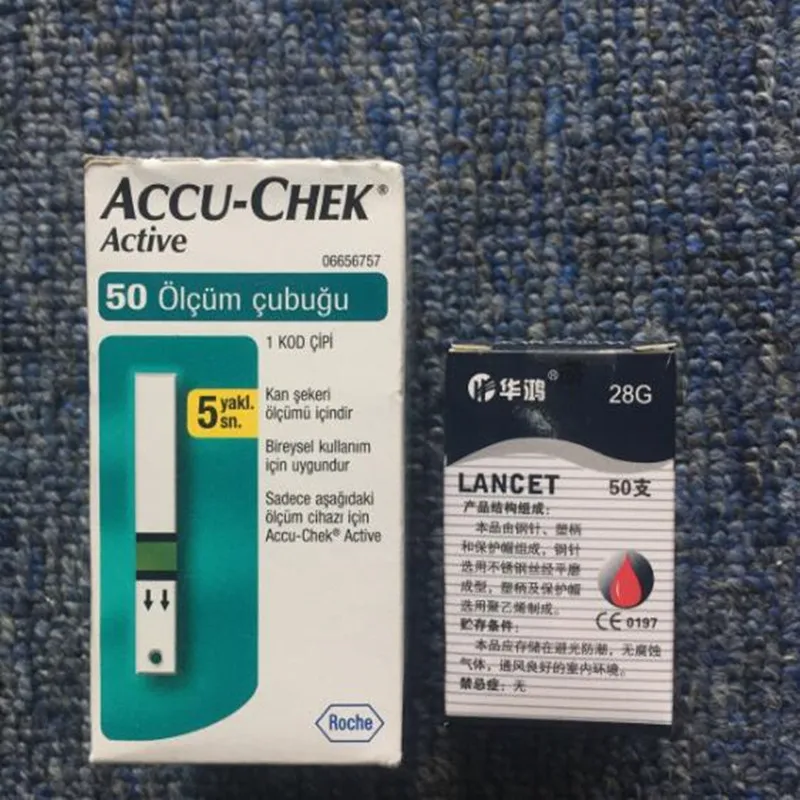 ACCU-CHEK®
Active
06656757
50 Ölçüm çubuğu
1 KOD ÇİPİ
5 yakl. sn.
Kan şekeri
ölçümü içindir
Bireysel kullanım
için uygundur
Sadece aşağıdaki
ölçüm cihazı için
Accu-Chek® Active
Roche
华鸿®
28G
LANCET 50支
产品结构组成：
本品由钢针、塑柄
和保护帽组成，钢针
选用不锈钢丝经平磨
成型，塑柄及保护帽
选用聚乙烯制成。
CE 0197
贮存条件：
本品应存储在避光防潮，无腐蚀
气体，通风良好的室内环境。
禁忌症：无